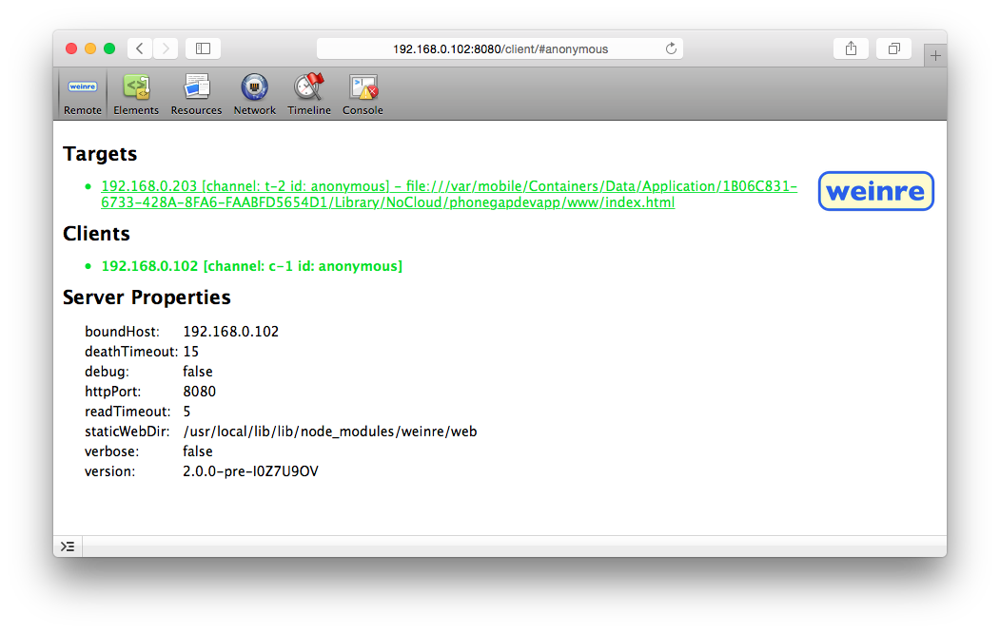 192.168.0.102:8080/client/#anonymous
weinre
Remote Elements Resources Network Timeline Console
Targets
• 192.168.0.203 [channel: t-2 id: anonymous] - file:///var/mobile/Containers/Data/Application/1B06C831-
6733-428A-8FA6-FAABFD5654D1/Library/NoCloud/phonegapdevapp/www/index.html
weinre
Clients
• 192.168.0.102 [channel: c-1 id: anonymous]
Server Properties
boundHost: 192.168.0.102
deathTimeout: 15
debug: false
httpPort: 8080
readTimeout: 5
staticWebDir: /usr/local/lib/lib/node_modules/weinre/web
verbose: false
version: 2.0.0-pre-I0Z7U9OV